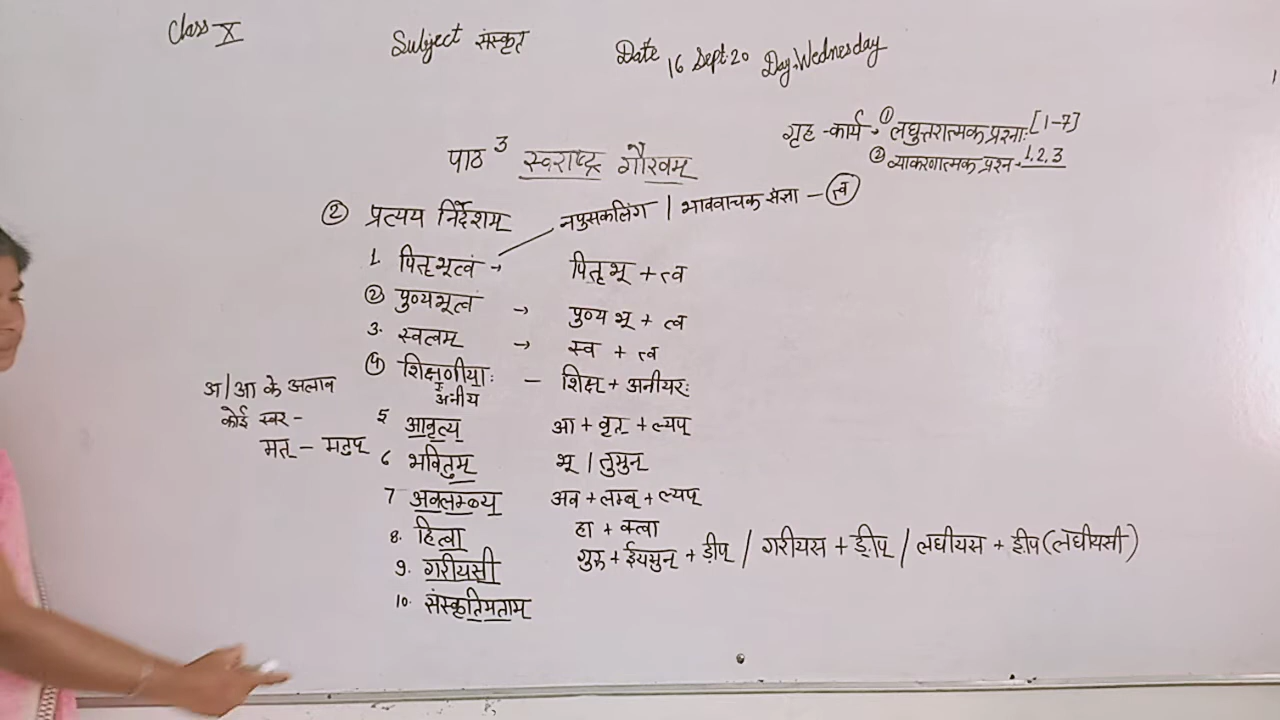 Class-X
Subject संस्कृत
Date 16 Sept.20 Day.Wednesday
गृह-कार्य - ① लघुत्तरात्मक प्रश्नाः [1-7]
② व्याकरणात्मक प्रश्न - 1,2,3
पाठ 3 स्वराष्ट्र गौरवम्
② प्रत्यय निर्देशम् नपुसकलिंग | भाववाचक संज्ञा - त्व
1. पितृभूत्वं → पितृभू + त्व
② पुण्यभूत्वं → पुण्य भू + त्व
3. स्वत्वम् → स्व + त्व
④ शिक्षणीयाः - शिक्ष + अनीयरः
अनीय
अ/आ के अलाव
कोई स्वर -
मत् - मतुप्
5 आवृत्य आ + वृत् + ल्यप्
6 भवितुम् भू | तुमुन्
7 अवलम्ब्य अव + लम्ब् + ल्यप्
8. हित्वा हा + क्त्वा
9. गरीयसी गुरु + ईयसुन् + ड़ीप् / गरीयस + ड़ीप् / लघीयस + डीप (लघीयसी)
10. संस्कृतिमताम्